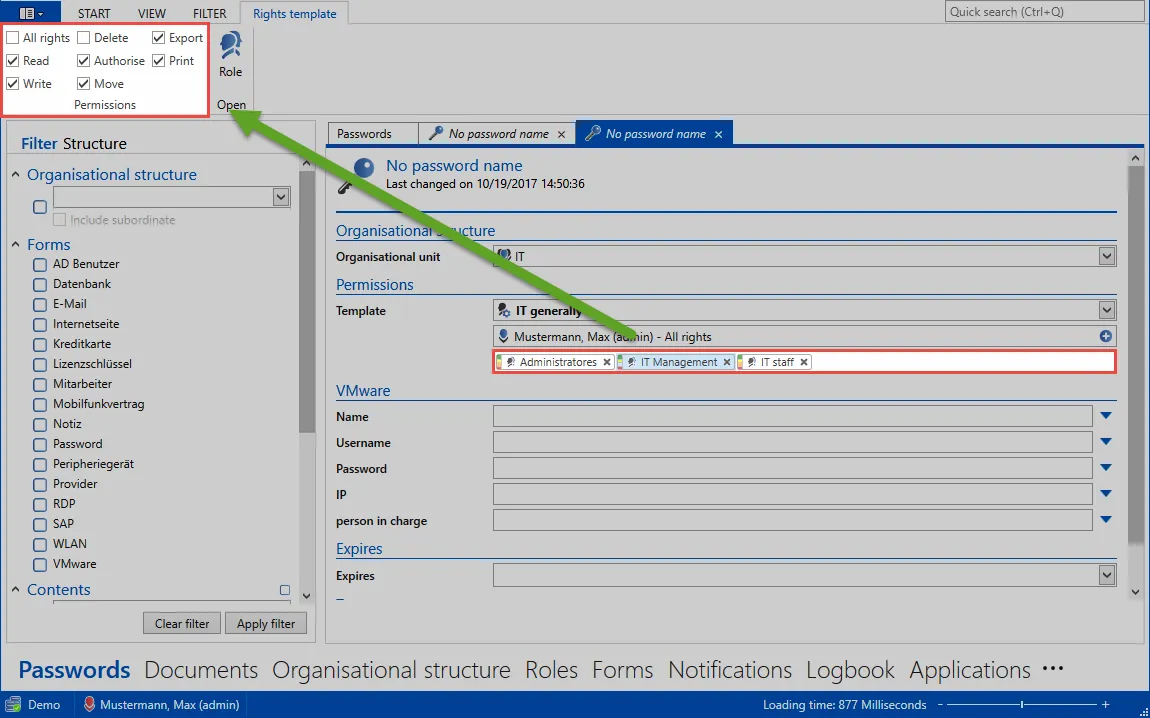 START VIEW FILTER Rights template
Quick search (Ctrl+Q)
All rights Delete Export
Read Authorise Print
Write Move
Permissions
Role
Open
Filter Structure
Organisational structure
Include subordinate
Forms
AD Benutzer
Datenbank
E-Mail
Internetseite
Kreditkarte
Lizenzschlüssel
Mitarbeiter
Mobilfunkvertrag
Notiz
Password
Peripheriegerät
Provider
RDP
SAP
WLAN
VMware
Contents
Clear filter Apply filter
Passwords No password name No password name
No password name
Last changed on 10/19/2017 14:50:36
Organisational structure
Organisational unit IT
Permissions
Template IT generally
Mustermann, Max (admin) - All rights
Administratores IT Management IT staff
VMware
Name
Username
Password
IP
person in charge
Expires
Expires
Passwords Documents Organisational structure Roles Forms Notifications Logbook Applications ···
Demo Mustermann, Max (admin) Loading time: 877 Milliseconds - +